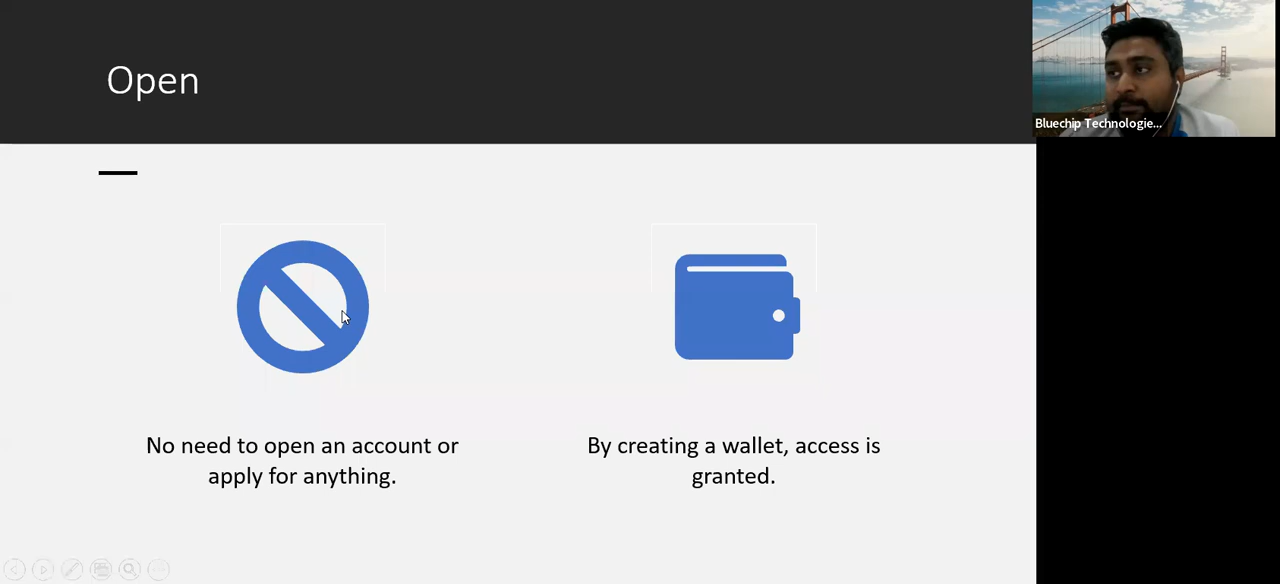 Open
Bluechip Technologie...
No need to open an account or
apply for anything.
By creating a wallet, access is
granted.